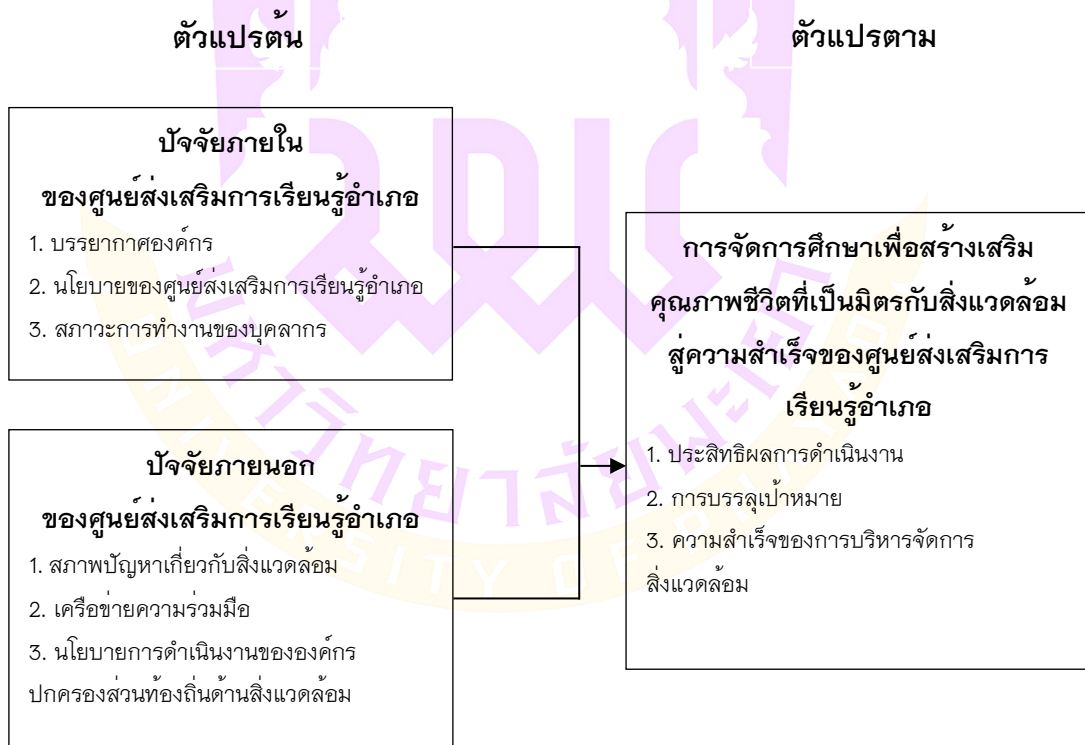 ตัวแปรต้น
ตัวแปรตาม
ปัจจัยภายใน
ของศูนย์ส่งเสริมการเรียนรู้อำเภอ
1. บรรยากาศองค์กร
2. นโยบายของศูนย์ส่งเสริมการเรียนรู้อำเภอ
3. สภาวะการทำงานของบุคลากร
ปัจจัยภายนอก
ของศูนย์ส่งเสริมการเรียนรู้อำเภอ
1. สภาพปัญหาเกี่ยวกับสิ่งแวดล้อม
2. เครือข่ายความร่วมมือ
3. นโยบายการดำเนินงานขององค์กร
ปกครองส่วนท้องถิ่นด้านสิ่งแวดล้อม
การจัดการศึกษาเพื่อสร้างเสริม
คุณภาพชีวิตที่เป็นมิตรกับสิ่งแวดล้อม
สู่ความสำเร็จของศูนย์ส่งเสริมการ
เรียนรู้อำเภอ
1. ประสิทธิผลการดำเนินงาน
2. การบรรลุเป้าหมาย
3. ความสำเร็จของการบริหารจัดการ
สิ่งแวดล้อม
มหาวิทยาลัยพะเยา
UNIVERSITY OF PHAYAO